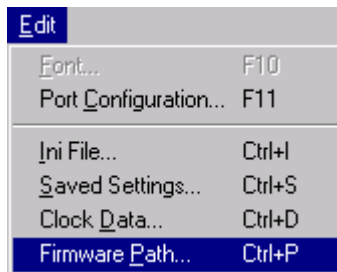 Edit
Font... F10
Port Configuration... F11
Ini File... Ctrl+I
Saved Settings... Ctrl+S
Clock Data... Ctrl+D
Firmware Path... Ctrl+P